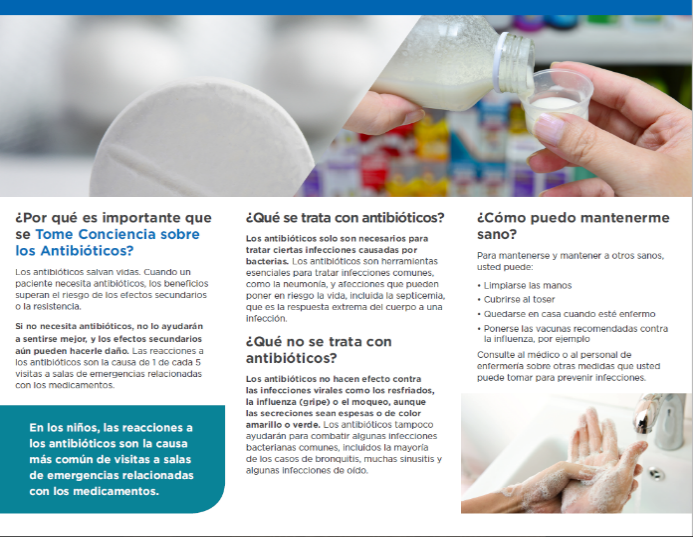 ¿Por qué es importante que
se Tome Conciencia sobre
los Antibióticos?
Los antibióticos salvan vidas. Cuando un
paciente necesita antibióticos, los beneficios
superan el riesgo de los efectos secundarios
o la resistencia.
Si no necesita antibióticos, no lo ayudarán
a sentirse mejor, y los efectos secundarios
aún pueden hacerle daño. Las reacciones a
los antibióticos son la causa de 1 de cada 5
visitas a salas de emergencias relacionadas
con los medicamentos.
En los niños, las reacciones a
los antibióticos son la causa
más común de visitas a salas
de emergencias relacionadas
con los medicamentos.
¿Qué se trata con antibióticos?
Los antibióticos solo son necesarios para
tratar ciertas infecciones causadas por
bacterias. Los antibióticos son herramientas
esenciales para tratar infecciones comunes,
como la neumonía, y afecciones que pueden
poner en riesgo la vida, incluida la septicemia,
que es la respuesta extrema del cuerpo a una
infección.
¿Qué no se trata con
antibióticos?
Los antibióticos no hacen efecto contra
las infecciones virales como los resfriados,
la influenza (gripe) o el moqueo, aunque
las secreciones sean espesas o de color
amarillo o verde. Los antibióticos tampoco
ayudarán para combatir algunas infecciones
bacterianas comunes, incluidos la mayoría
de los casos de bronquitis, muchas sinusitis y
algunas infecciones de oído.
¿Cómo puedo mantenerme
sano?
Para mantenerse y mantener a otros sanos,
usted puede:
• Limpiarse las manos
• Cubrirse al toser
• Quedarse en casa cuando esté enfermo
• Ponerse las vacunas recomendadas contra
la influenza, por ejemplo
Consulte al médico o al personal de
enfermería sobre otras medidas que usted
puede tomar para prevenir infecciones.